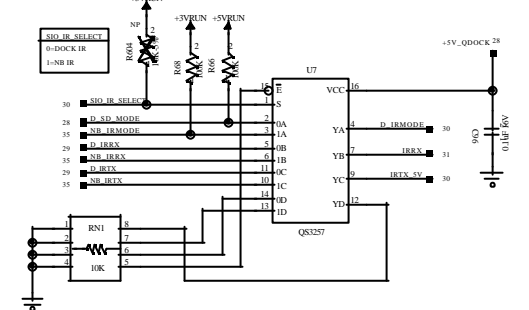 +3VRUN +5VRUN
SIO_IR_SELECT
0=DOCK IR
1=NB IR
NP
2
R604
10K-5%
2
R68
100K
2
R66
+5V_QDOCK 28
U7
15 E VCC 16
30 SIO_IR_SELECT 1 S
28 D_SD_MODE 2 0A YA 4 D_IRMODE 30
35 NB_IRMODE 3 1A
29 D_IRRX 5 0B YB 7 IRRX 31
35 NB_IRRX 6 1B
29 D_IRTX 11 0C YC 9 IRTX_5V 30
35 NB_IRTX 10 1C
14 0D YD 12
13 1D
QS3257
C96
1 RN1 8
2 7
3 6
4 10K 5